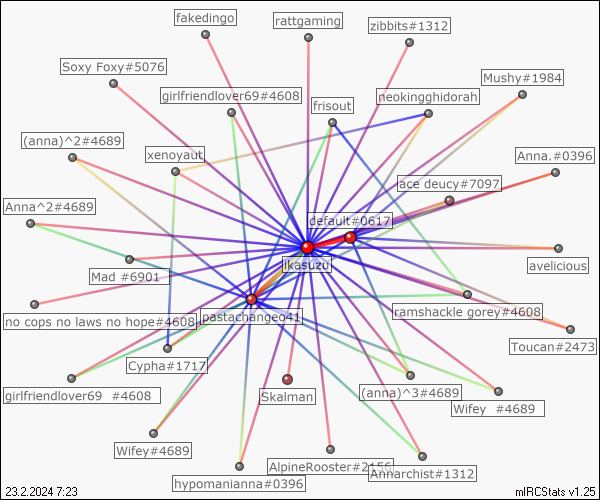 fakedingo
rattgaming
zibbits#1312
Soxy Foxy#5076
Mushy#1984
girlfriendlover69#4608
neokingghidorah
frisout
(anna)^2#4689
xenoyaut
Anna.#0396
ace deucy#7097
Anna^2#4689
default#0617
ikasuzu
avelicious
Mad #6901
no cops no laws no hope#4608
pastachangeo41
ramshackle gorey#4608
Toucan#2473
Cypha#1717
girlfriendlover69 #4608
Skalman
(anna)^3#4689
Wifey #4689
Wifey#4689
AlpineRooster#2156
Annarchist#1312
hypomanianna#0396
23.2.2024 7:23
mIRCStats v1.25